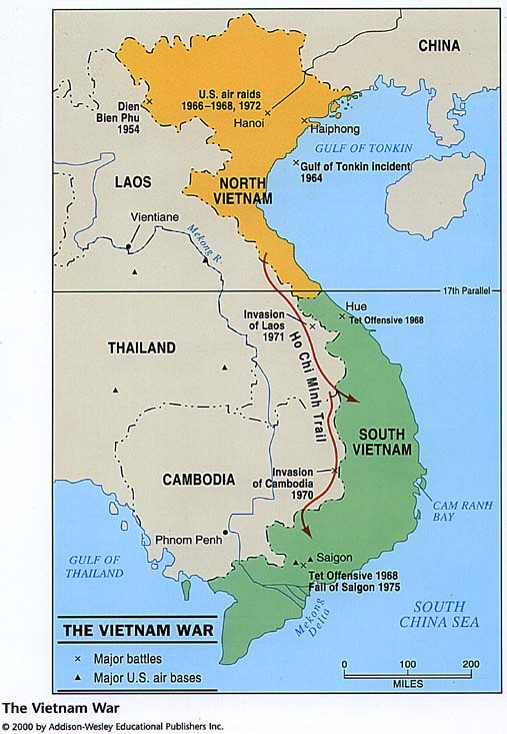 CHINA
U.S. air raids
1966–1968, 1972
Dien
Bien Phu
1954
Hanoi
Haiphong
GULF OF TONKIN
Gulf of Tonkin incident
1964
LAOS
NORTH
VIETNAM
Vientiane
Mekong R.
17th Parallel
Hue
Tet Offensive 1968
Invasion
of Laos
1971
THAILAND
Ho Chi Minh Trail
SOUTH
VIETNAM
CAMBODIA
Invasion
of Cambodia
1970
CAM RANH
BAY
Phnom Penh
GULF OF
THAILAND
Saigon
Tet Offensive 1968
Fall of Saigon 1975
Mekong
Delta
SOUTH
CHINA SEA
THE VIETNAM WAR
Major battles
Major U.S. air bases
0 100 200
MILES
The Vietnam War
© 2000 by Addison-Wesley Educational Publishers Inc.